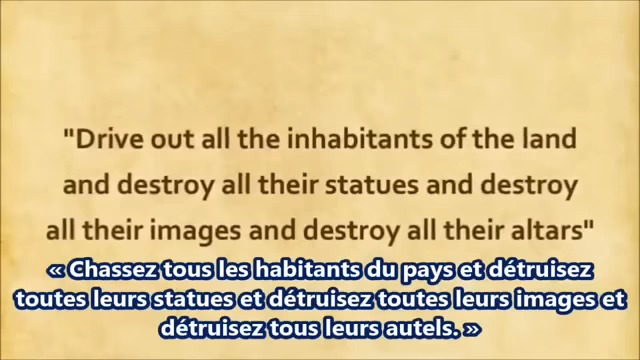 "Drive out all the inhabitants of the land
and destroy all their statues and destroy
all their images and destroy all their altars"
« Chassez tous les habitants du pays et détruisez
toutes leurs statues et détruisez toutes leurs images et
détruisez tous leurs autels. »